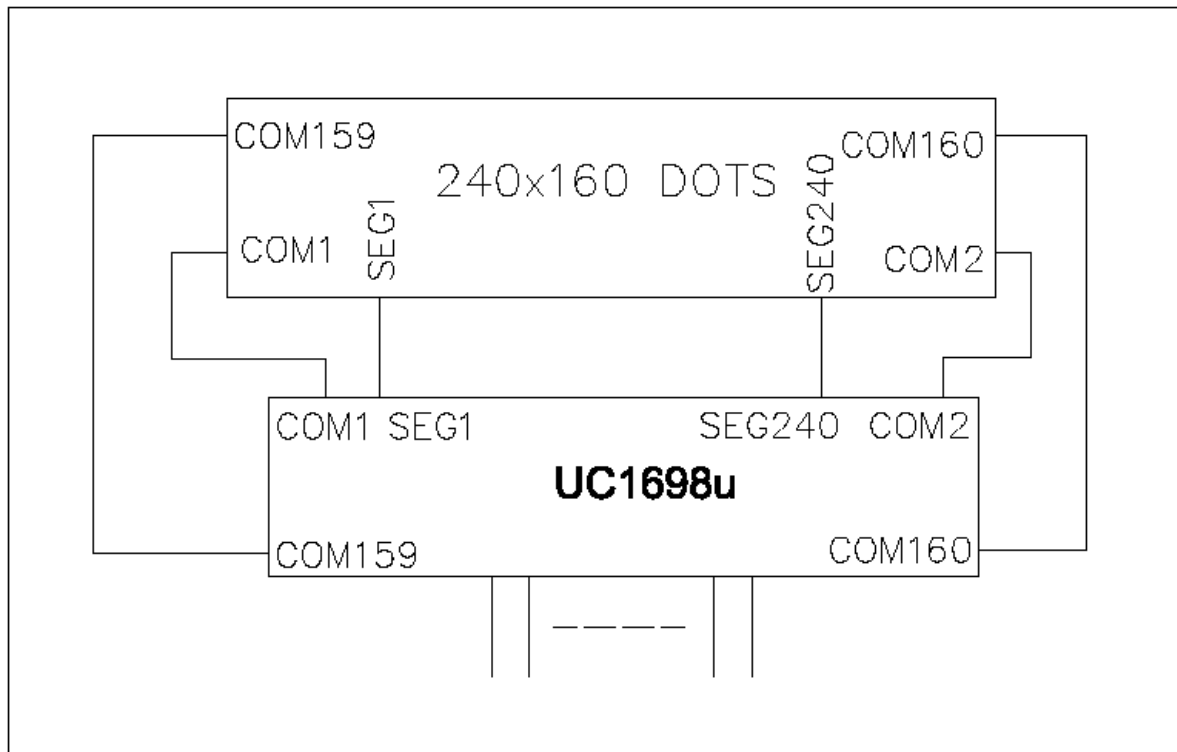 COM159
240x160 DOTS
COM160
COM1
SEG1
SEG240
COM2
COM1 SEG1
SEG240 COM2
UC1698u
COM159
COM160